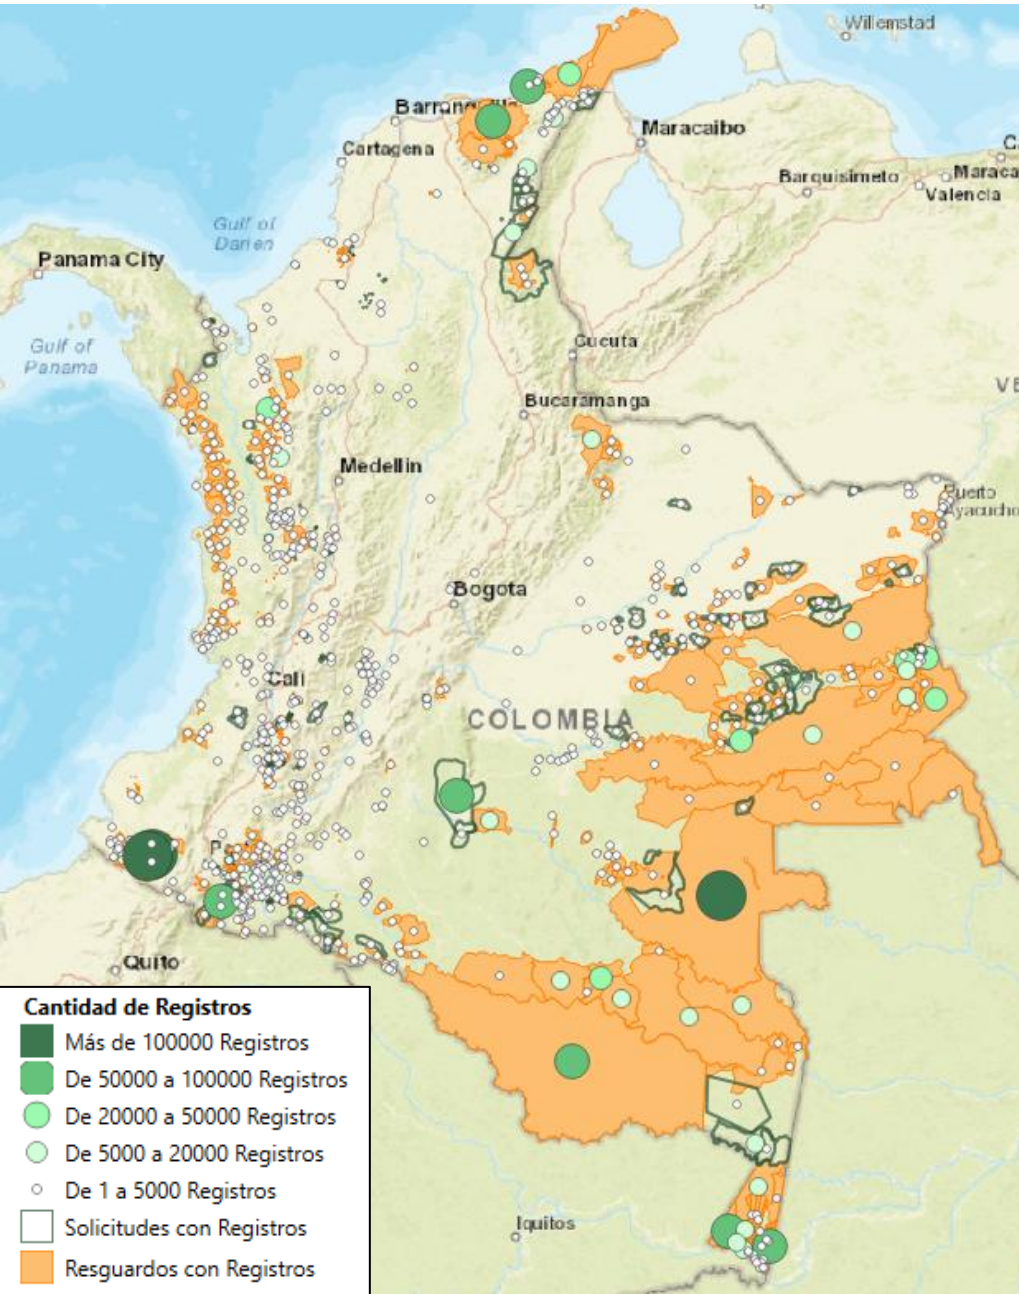 Willemstad
Maracaibo
Cartagena
Barquisimeto
Maraca
Valencia
Gulf of
Darien
Panama City
Gulf of
Panama
Cucuta
Bucaramanga
Medellin
Puerto
Ayacucho
Bogota
Cali
COLOMBIA
Quito
Iquitos
Cantidad de Registros
Más de 100000 Registros
De 50000 a 100000 Registros
De 20000 a 50000 Registros
De 5000 a 20000 Registros
De 1 a 5000 Registros
Solicitudes con Registros
Resguardos con Registros